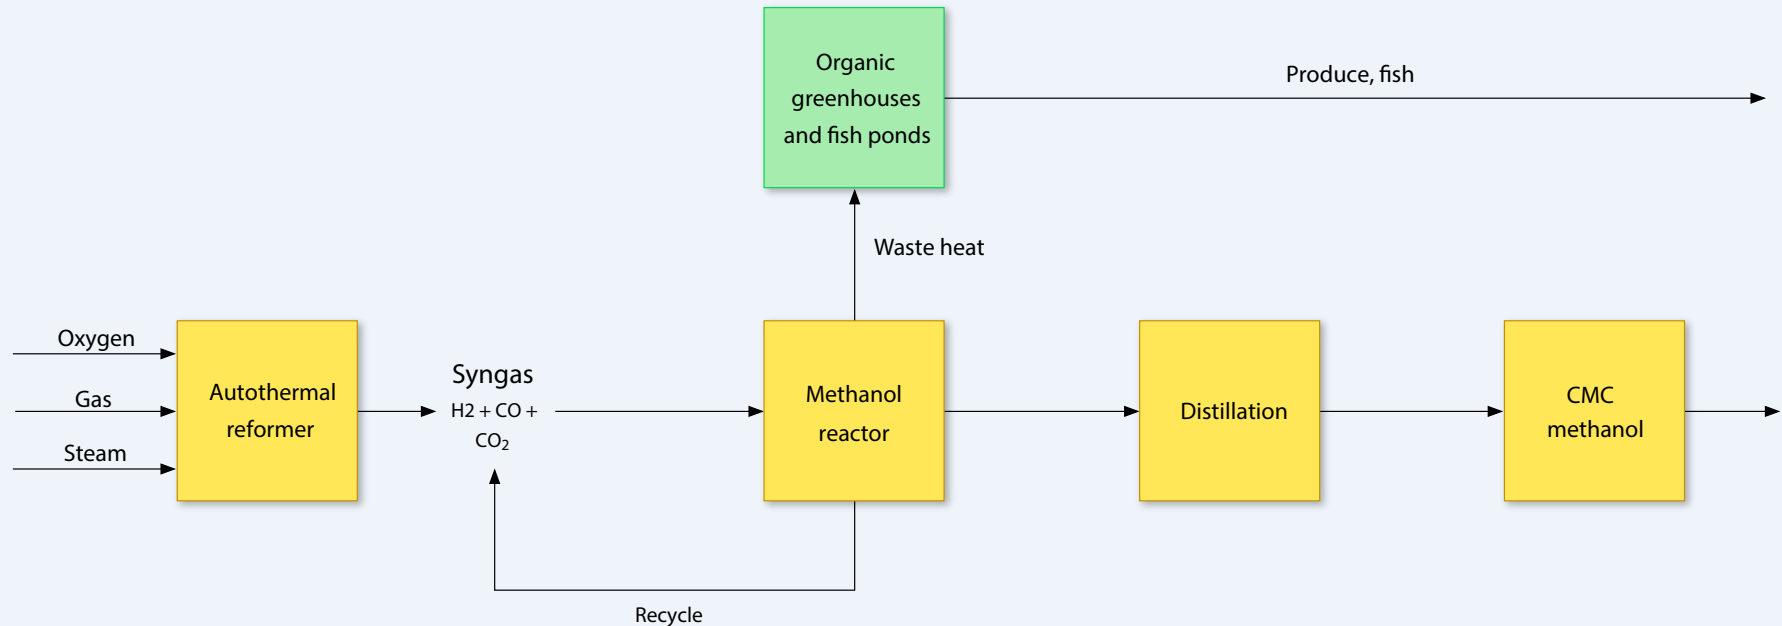 Organic
greenhouses
and fish ponds
Produce, fish
Waste heat
Oxygen
Gas
Steam
Autothermal
reformer
Syngas
H2 + CO +
CO₂
Methanol
reactor
Distillation
CMC
methanol
Recycle